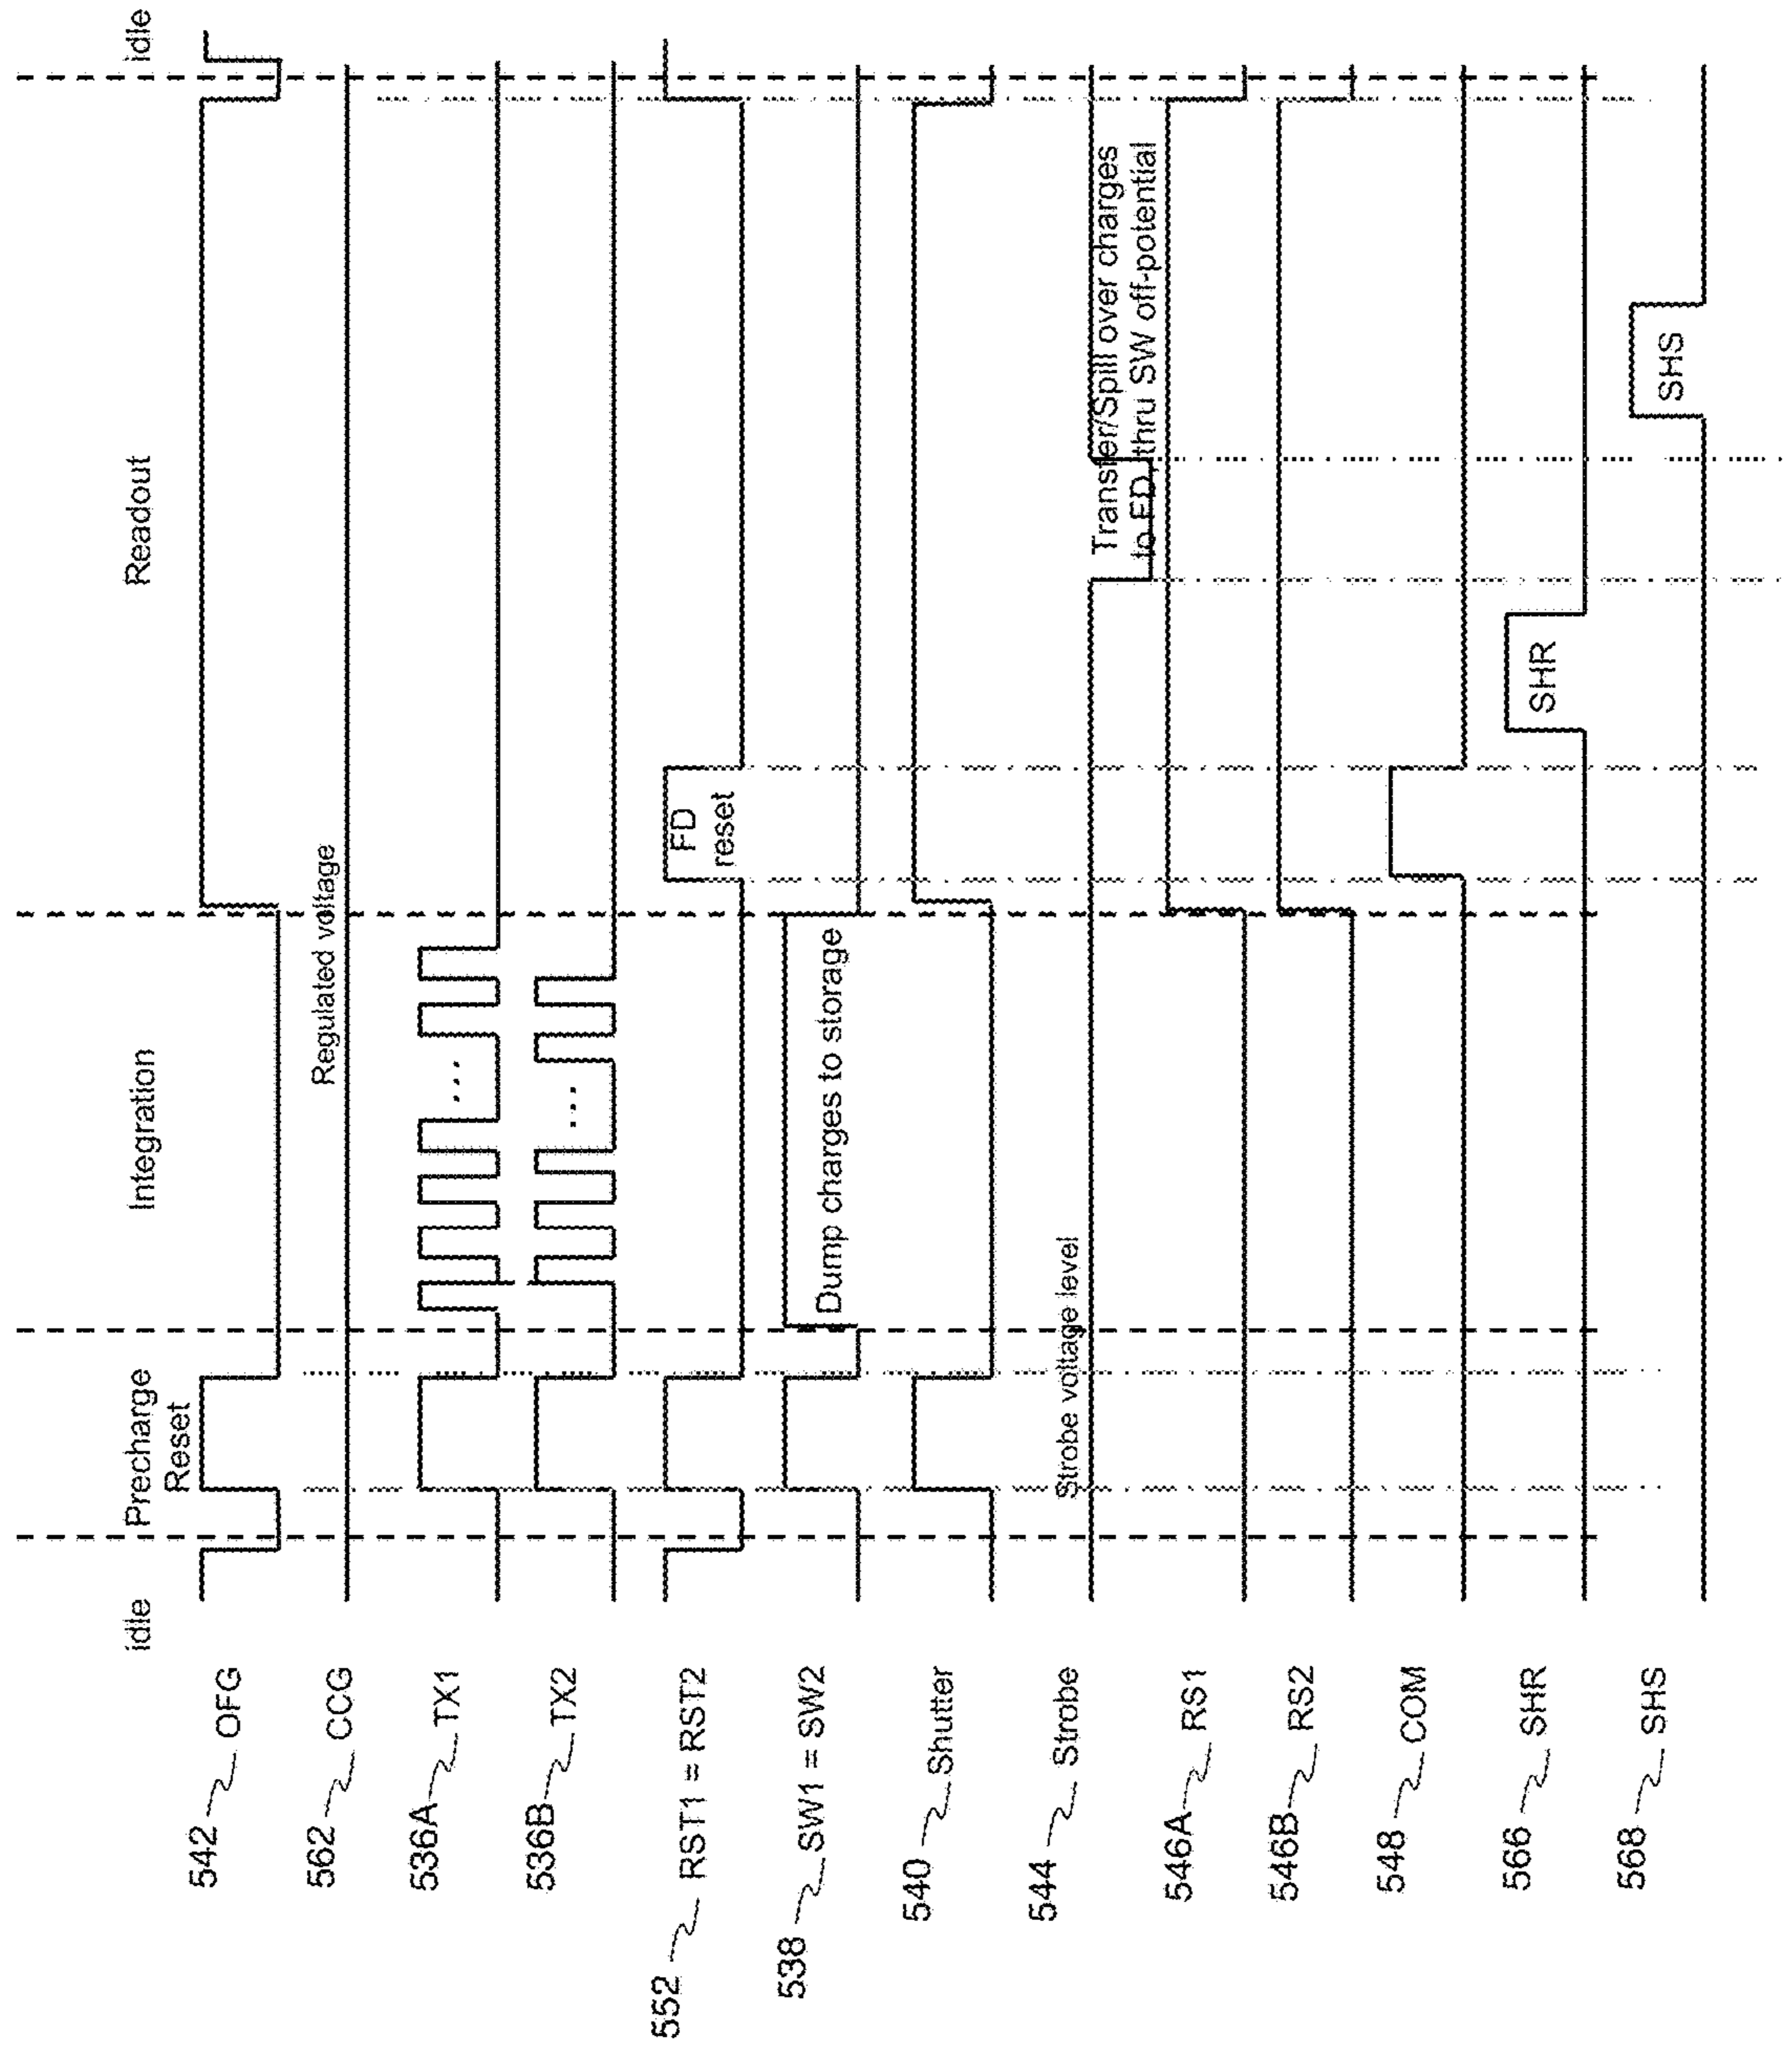 idle
Precharge
Reset
Integration
Readout
idle
542 OFG
562 CCG
Regulated voltage
536A TX1
...
536B TX2
...
552 RST1 = RST2
FD
reset
538 SW1 = SW2
Dump charges to storage
540 Shutter
544 Strobe
Strobe voltage level
Transfer/Spill over charges
to FD, thru SW off-potential
546A RS1
546B RS2
548 COM
566 SHR
SHR
568 SHS
SHS